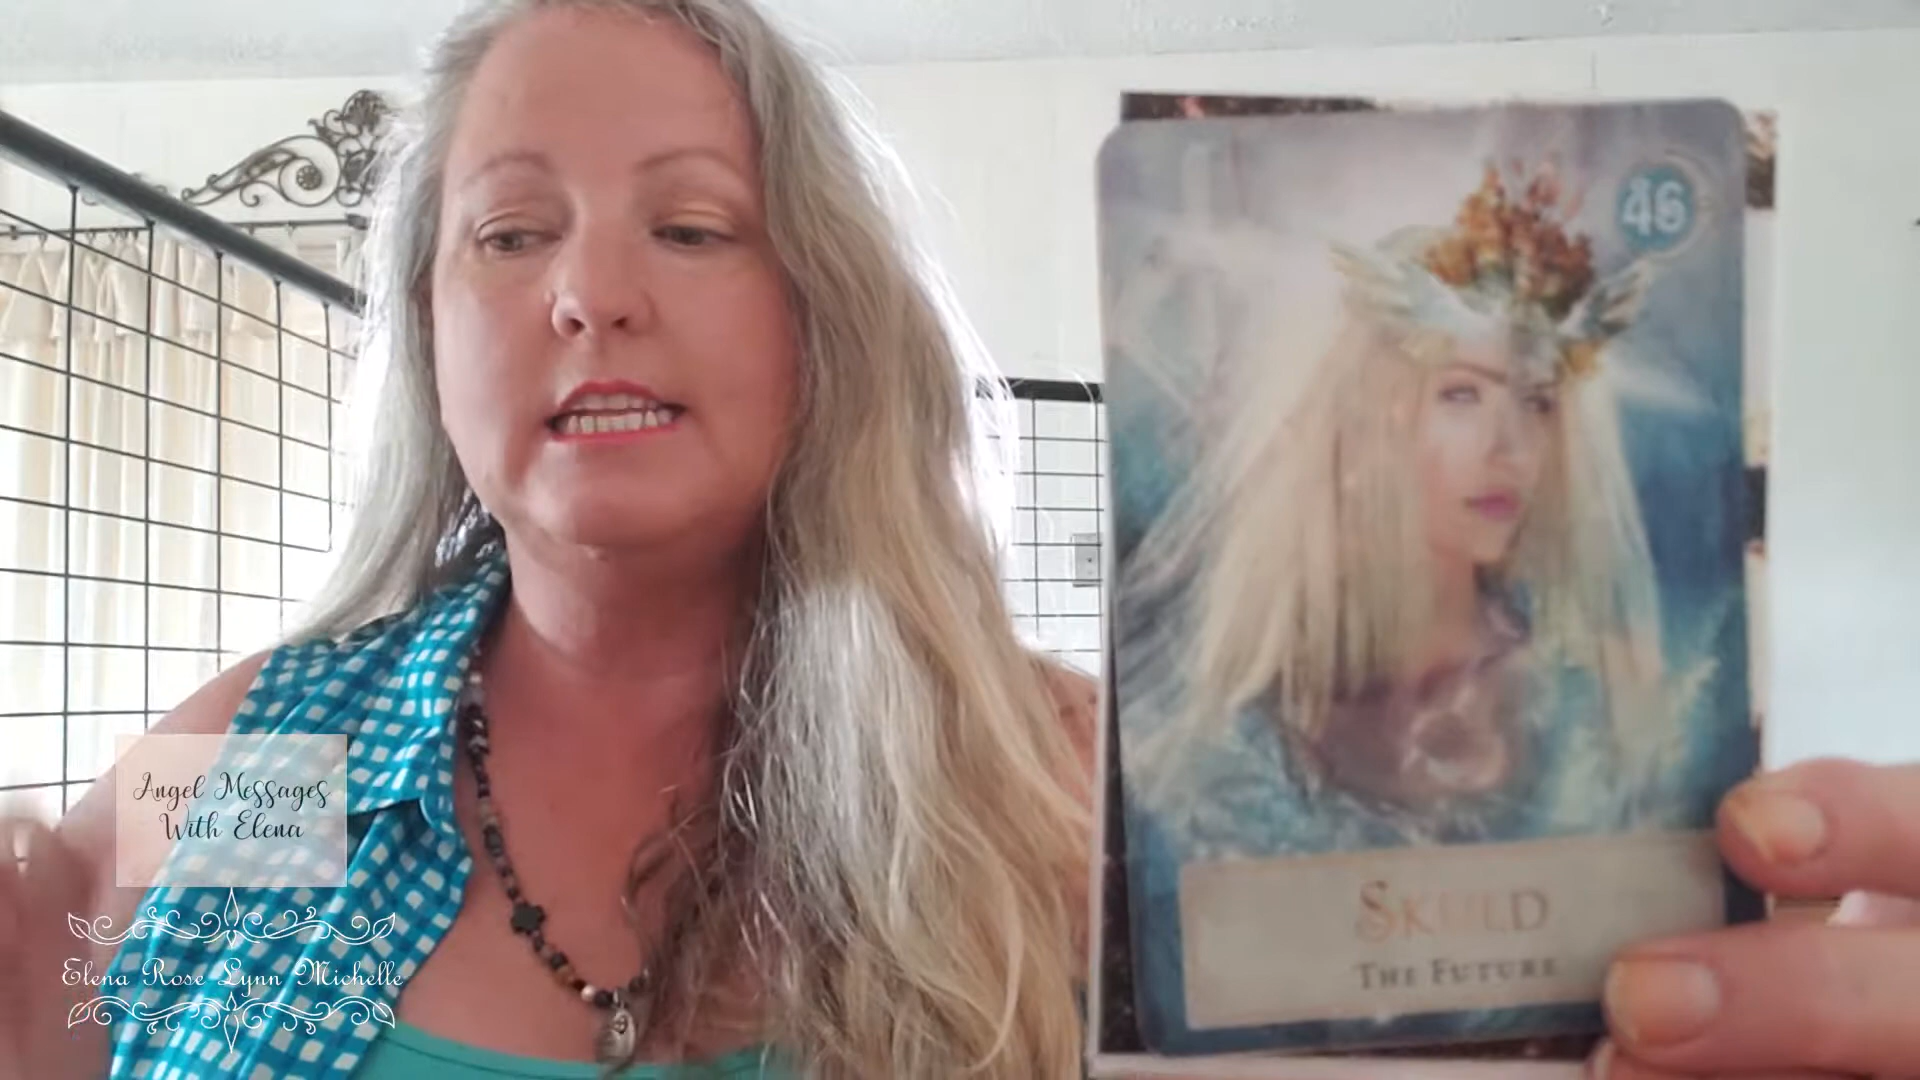 46
SKULD
THE FUTURE
Angel Messages
With Elena
Elena Rose Lynn Michelle